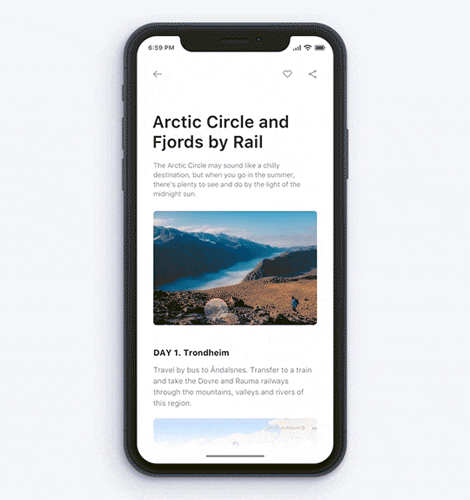 6:59 PM
Arctic Circle and
Fjords by Rail
The Arctic Circle may sound like a chilly
destination, but when you go in the summer,
there's plenty to see and do by the light of the
midnight sun.
DAY 1. Trondheim
Travel by bus to Åndalsnes. Transfer to a train
and take the Dovre and Rauma railways
through the mountains, valleys and rivers of
this region.